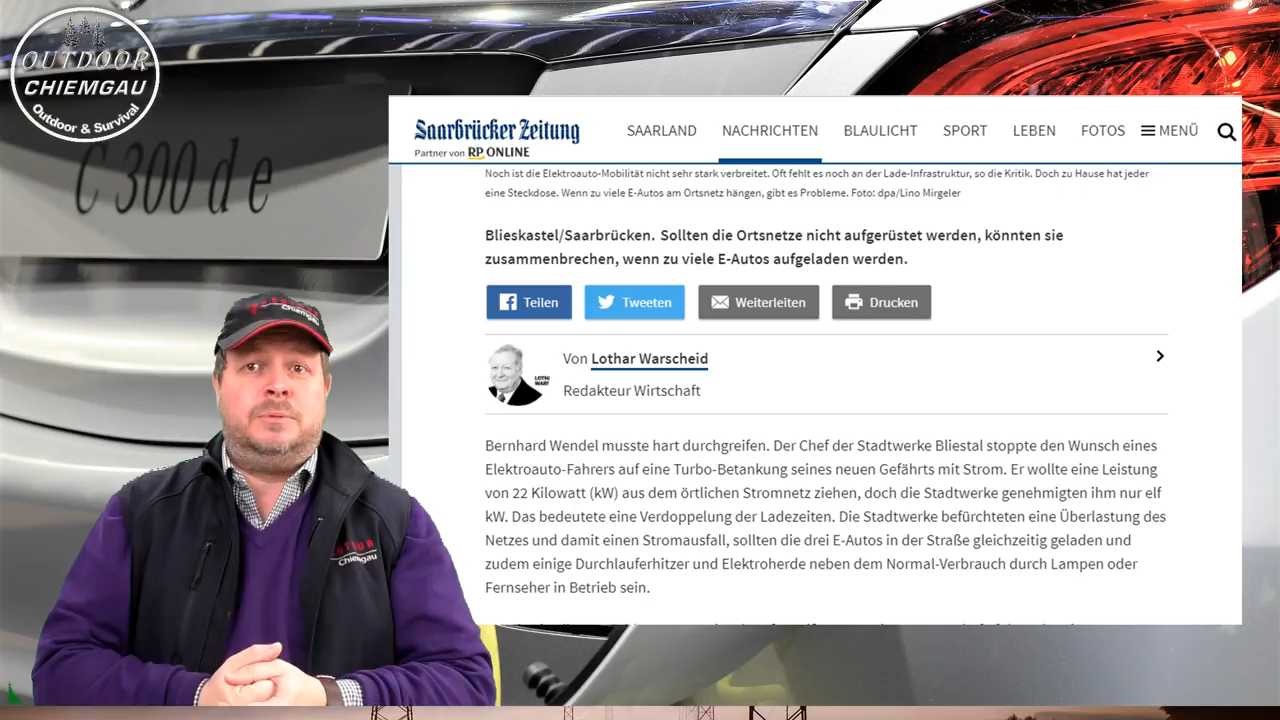 OUTDOOR
CHIEMGAU
Outdoor & Survival
C 300 d e
Saarbrücker Zeitung
Partner von RP ONLINE
SAARLAND NACHRICHTEN BLAULICHT SPORT LEBEN FOTOS MENÜ
Noch ist die Elektroauto-Mobilität nicht sehr stark verbreitet. Oft fehlt es noch an der Lade-Infrastruktur, so die Kritik. Doch zu Hause hat jeder
eine Steckdose. Wenn zu viele E-Autos am Ortsnetz hängen, gibt es Probleme. Foto: dpa/Lino Mirgeler
Blieskastel/Saarbrücken. Sollten die Ortsnetze nicht aufgerüstet werden, könnten sie
zusammenbrechen, wenn zu viele E-Autos aufgeladen werden.
Teilen Tweeten Weiterleiten Drucken
Von Lothar Warscheid
Redakteur Wirtschaft
Bernhard Wendel musste hart durchgreifen. Der Chef der Stadtwerke Bliestal stoppte den Wunsch eines
Elektroauto-Fahrers auf eine Turbo-Betankung seines neuen Gefährts mit Strom. Er wollte eine Leistung
von 22 Kilowatt (kW) aus dem örtlichen Stromnetz ziehen, doch die Stadtwerke genehmigten ihm nur elf
kW. Das bedeutete eine Verdoppelung der Ladezeiten. Die Stadtwerke befürchteten eine Überlastung des
Netzes und damit einen Stromausfall, sollten die drei E-Autos in der Straße gleichzeitig geladen und
zudem einige Durchlauferhitzer und Elektroherde neben dem Normal-Verbrauch durch Lampen oder
Fernseher in Betrieb sein.
Chiemgau
Chiemgau